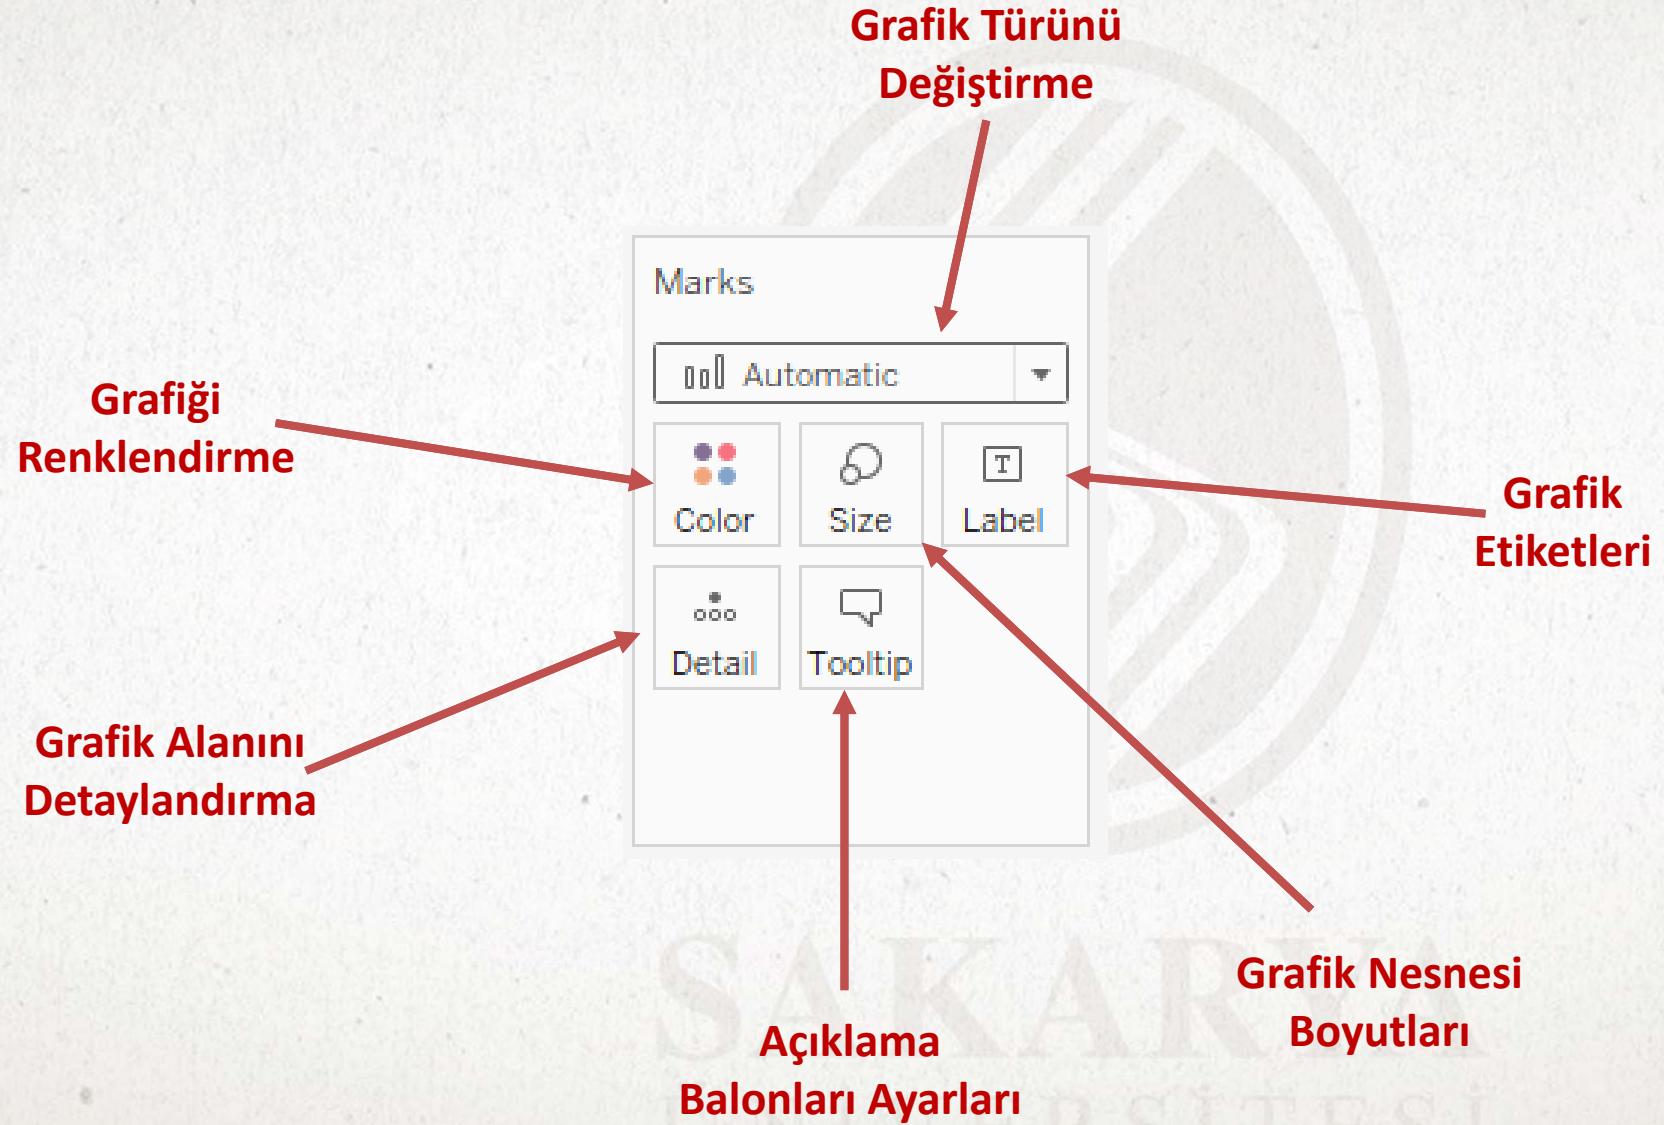 Grafik Türünü
Değiştirme
Marks
Automatic
Grafiği
Renklendirme
Color
Size
Label
Grafik
Etiketleri
Detail
Tooltip
Grafik Alanını
Detaylandırma
Grafik Nesnesi
Boyutları
Açıklama
Balonları Ayarları
SAKARYA